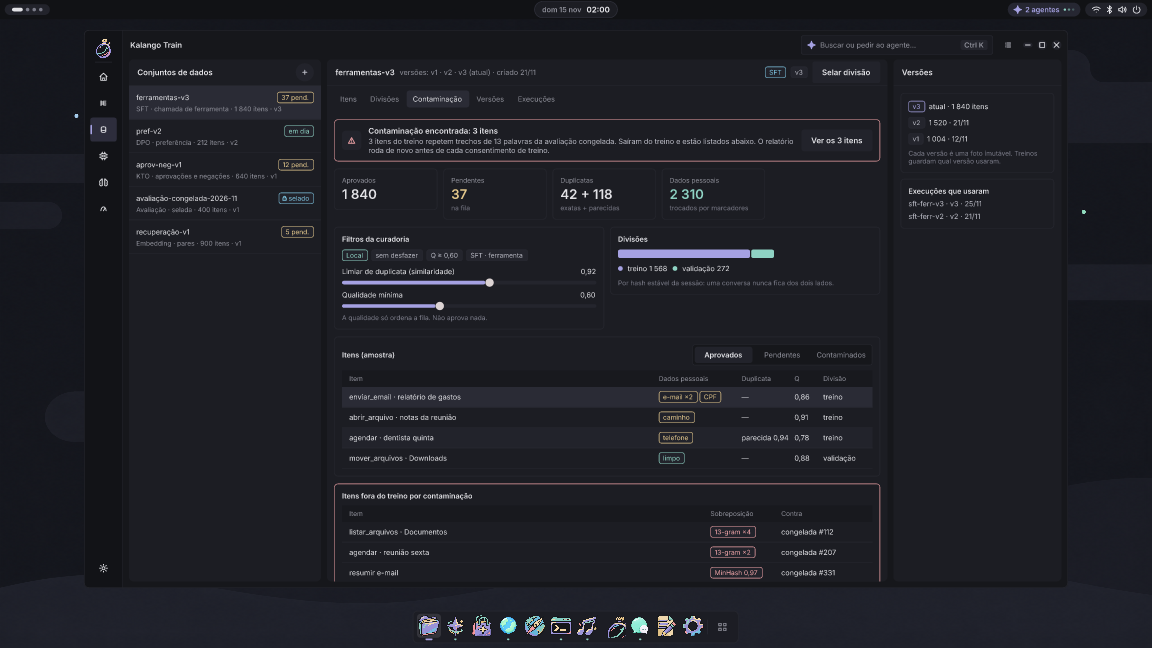 dom 15 nov 02:00
2 agentes
Kalango Train
Buscar ou pedir ao agente... Ctrl K
Conjuntos de dados
+
ferramentas-v3 37 pend.
SFT · chamada de ferramenta · 1 840 itens · v3
pref-v2 em dia
DPO · preferência · 212 itens · v2
aprov-neg-v1 12 pend.
KTO · aprovações e negações · 640 itens · v1
avaliação-congelada-2026-11 selado
Avaliação · selada · 400 itens · v1
recuperação-v1 5 pend.
Embedding · pares · 900 itens · v1
ferramentas-v3 versões: v1 · v2 · v3 (atual) · criado 21/11 SFT v3 Selar divisão
Itens Divisões Contaminação Versões Execuções
Contaminação encontrada: 3 itens
3 itens do treino repetem trechos de 13 palavras da avaliação congelada. Saíram do treino e estão listados abaixo. O relatório
roda de novo antes de cada consentimento de treino.
Ver os 3 itens
Aprovados
1 840
Pendentes
37
na fila
Duplicatas
42 + 118
exatas + parecidas
Dados pessoais
2 310
trocados por marcadores
Filtros da curadoria
Local sem desfazer Q ≥ 0,60 SFT · ferramenta
Limiar de duplicata (similaridade) 0,92
Qualidade mínima 0,60
A qualidade só ordena a fila. Não aprova nada.
Divisões
treino 1 568 validação 272
Por hash estável da sessão: uma conversa nunca fica dos dois lados.
Itens (amostra) Aprovados Pendentes Contaminados
Item Dados pessoais Duplicata Q Divisão
enviar_email · relatório de gastos e-mail ×2 CPF — 0,86 treino
abrir_arquivo · notas da reunião caminho — 0,91 treino
agendar · dentista quinta telefone parecida 0,94 0,78 treino
mover_arquivos · Downloads limpo — 0,88 validação
Itens fora do treino por contaminação
Item Sobreposição Contra
listar_arquivos · Documentos 13-gram ×4 congelada #112
agendar · reunião sexta 13-gram ×2 congelada #207
resumir e-mail MinHash 0,97 congelada #331
Versões
v3 atual · 1 840 itens
v2 1 520 · 21/11
v1 1 004 · 12/11
Cada versão é uma foto imutável. Treinos
guardam qual versão usaram.
Execuções que usaram
sft-ferr-v3 · v3 · 25/11
sft-ferr-v2 · v2 · 21/11